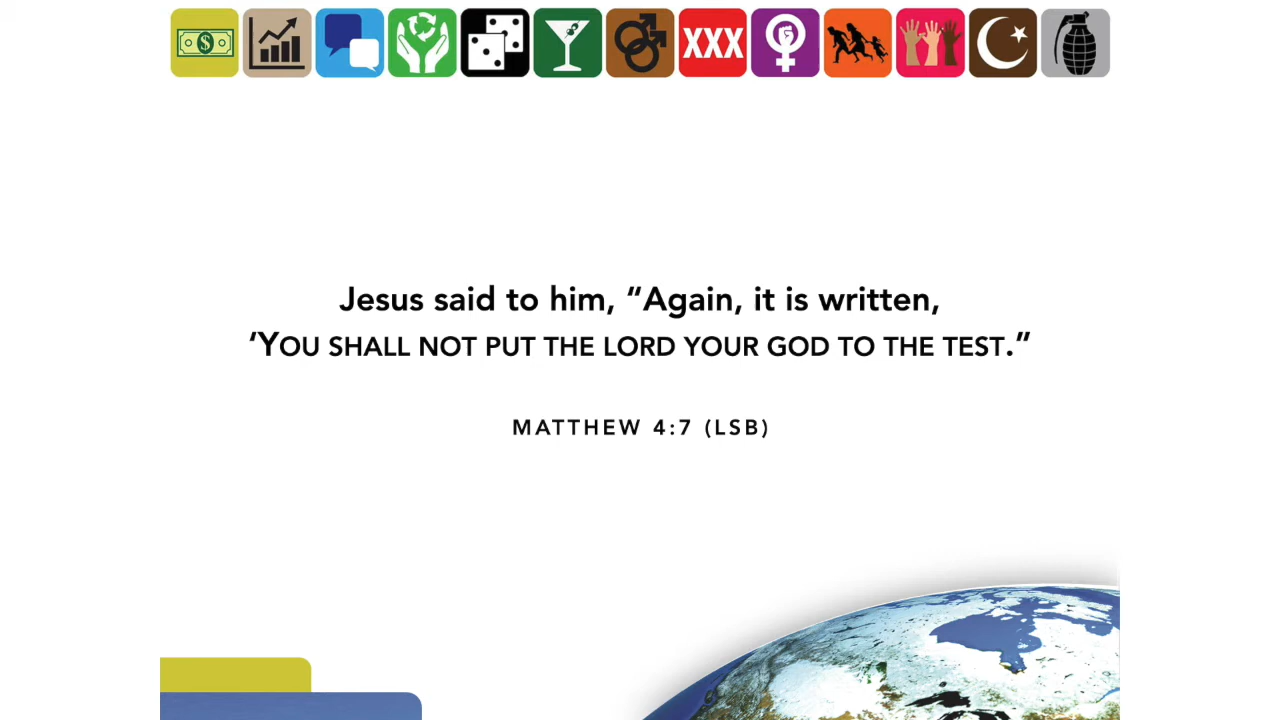 XXX
Jesus said to him, “Again, it is written,
‘YOU SHALL NOT PUT THE LORD YOUR GOD TO THE TEST.”
MATTHEW 4:7 (LSB)